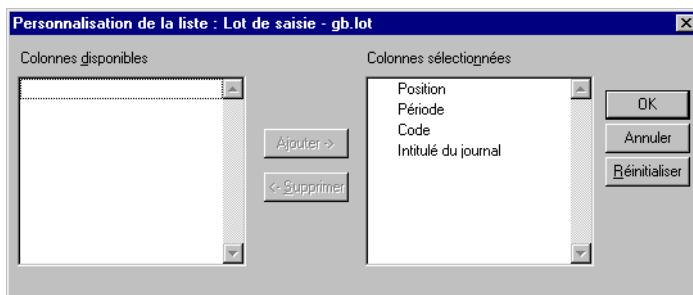 Personnalisation de la liste : Lot de saisie - gb.lot
Colonnes disponibles
Colonnes sélectionnées
Position
Période
Code
Intitulé du journal
Ajouter ->
<- Supprimer
OK
Annuler
Réinitialiser